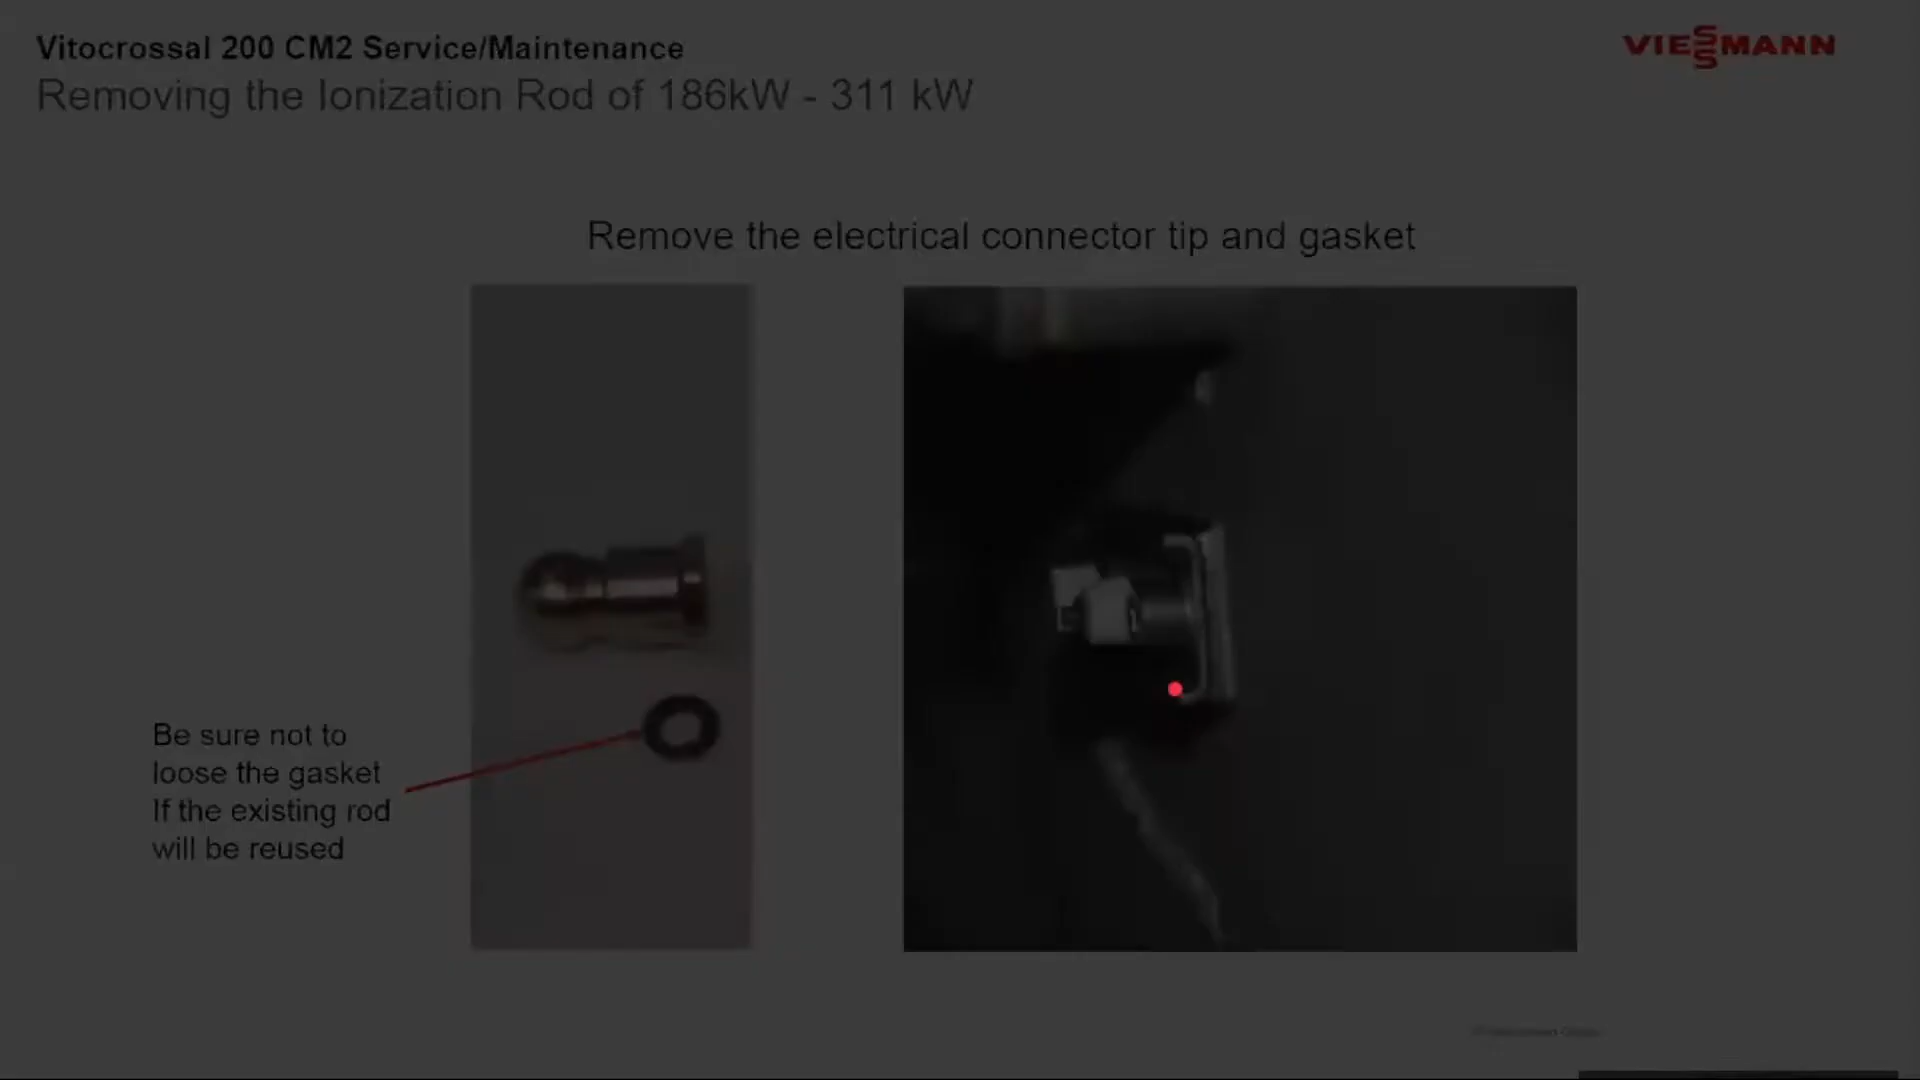 Vitocrossal 200 CM2 Service/Maintenance
VIESSMANN
Removing the Ionization Rod of 186kW - 311 kW
Remove the electrical connector tip and gasket
Be sure not to
loose the gasket
If the existing rod
will be reused